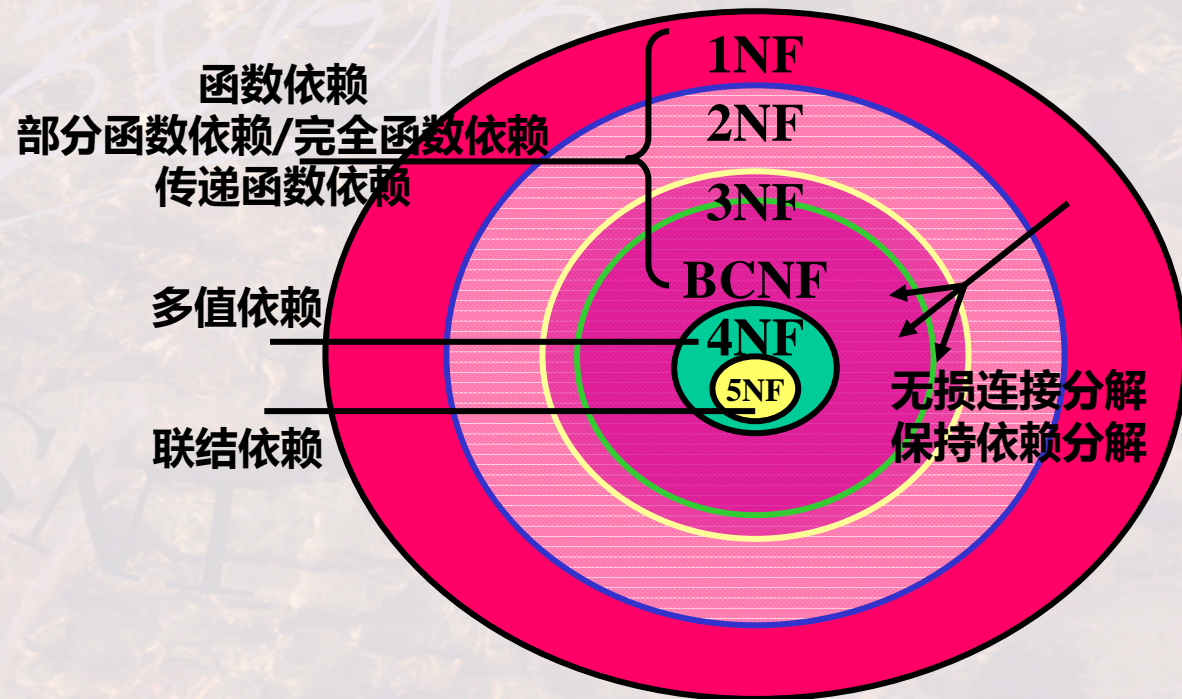 函数依赖
部分函数依赖/完全函数依赖
传递函数依赖
多值依赖
联结依赖
1NF
2NF
3NF
BCNF
4NF
5NF
无损连接分解
保持依赖分解